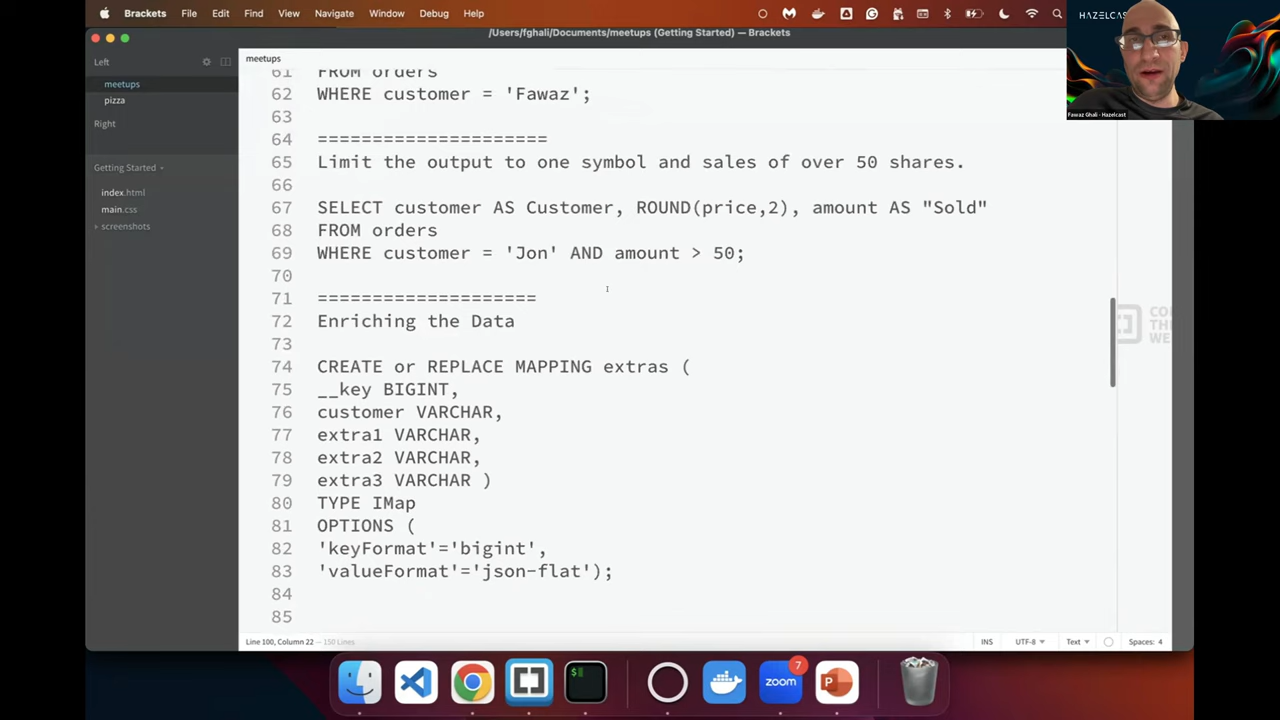 Brackets File Edit Find View Navigate Window Debug Help
/Users/fghali/Documents/meetups (Getting Started) — Brackets
HAZELCAST
Fawaz Ghali - Hazelcast
Left
meetups
pizza
Right
Getting Started
index.html
main.css
screenshots
meetups
61 FROM orders
62 WHERE customer = 'Fawaz';
63
64 =====================
65 Limit the output to one symbol and sales of over 50 shares.
66
67 SELECT customer AS Customer, ROUND(price,2), amount AS "Sold"
68 FROM orders
69 WHERE customer = 'Jon' AND amount > 50;
70
71 ====================
72 Enriching the Data
73
74 CREATE or REPLACE MAPPING extras (
75 __key BIGINT,
76 customer VARCHAR,
77 extra1 VARCHAR,
78 extra2 VARCHAR,
79 extra3 VARCHAR )
80 TYPE IMap
81 OPTIONS (
82 'keyFormat'='bigint',
83 'valueFormat'='json-flat');
84
85
Line 100, Column 22 — 150 Lines
INS UTF-8 Text Spaces: 4
zoom
7